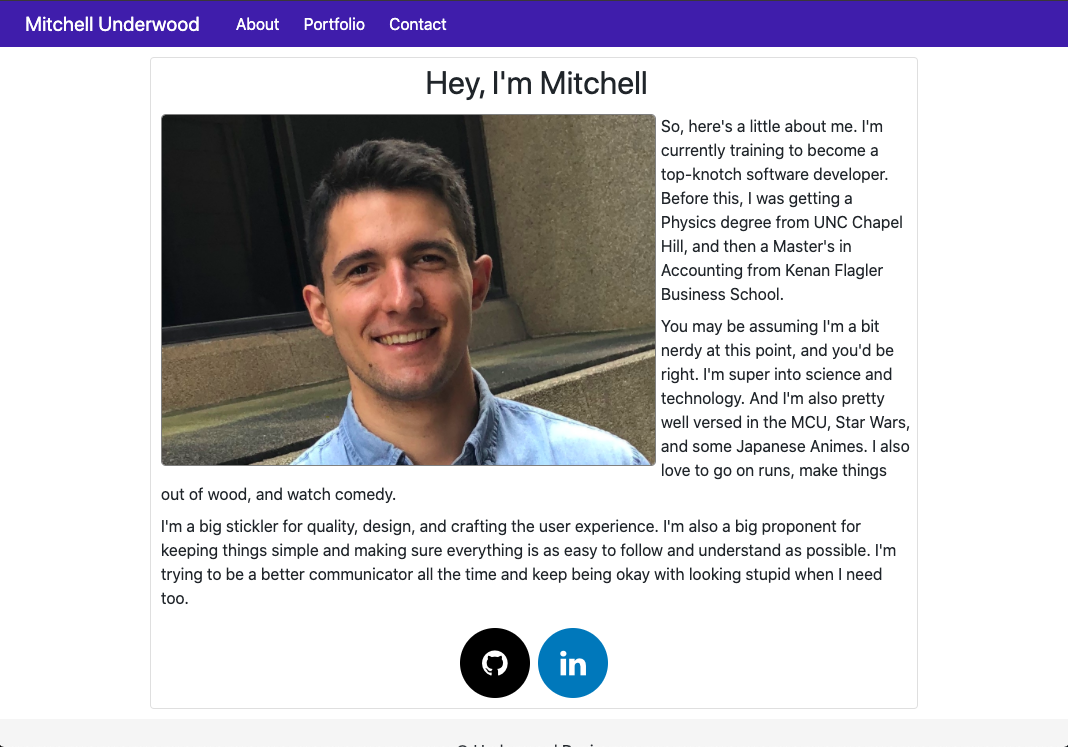 Mitchell Underwood About Portfolio Contact
Hey, I'm Mitchell
So, here's a little about me. I'm
currently training to become a
top-knotch software developer.
Before this, I was getting a
Physics degree from UNC Chapel
Hill, and then a Master's in
Accounting from Kenan Flagler
Business School.
You may be assuming I'm a bit
nerdy at this point, and you'd be
right. I'm super into science and
technology. And I'm also pretty
well versed in the MCU, Star Wars,
and some Japanese Animes. I also
love to go on runs, make things
out of wood, and watch comedy.
I'm a big stickler for quality, design, and crafting the user experience. I'm also a big proponent for
keeping things simple and making sure everything is as easy to follow and understand as possible. I'm
trying to be a better communicator all the time and keep being okay with looking stupid when I need
too.
in